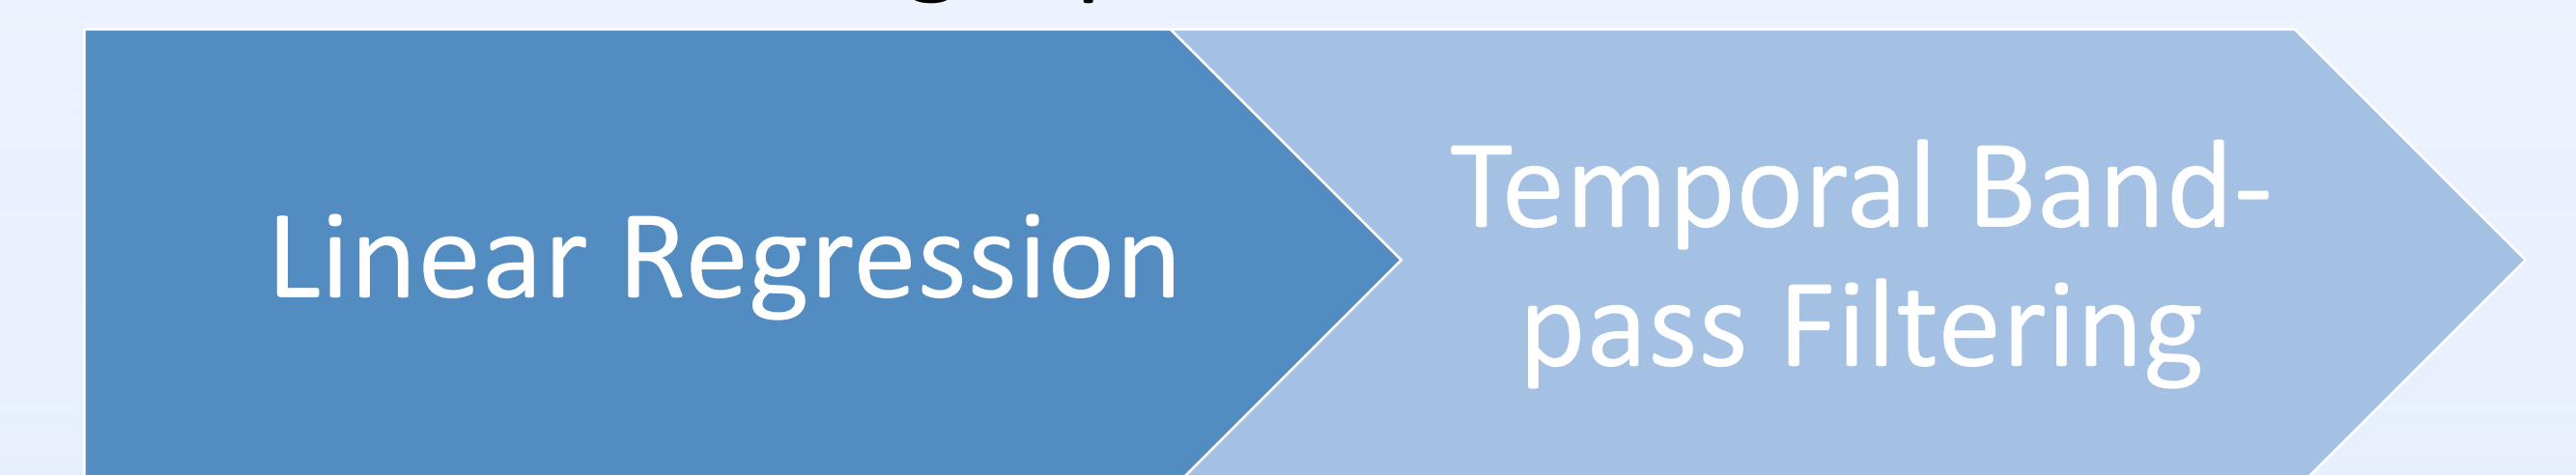 Linear Regression
Temporal Band-
pass Filtering